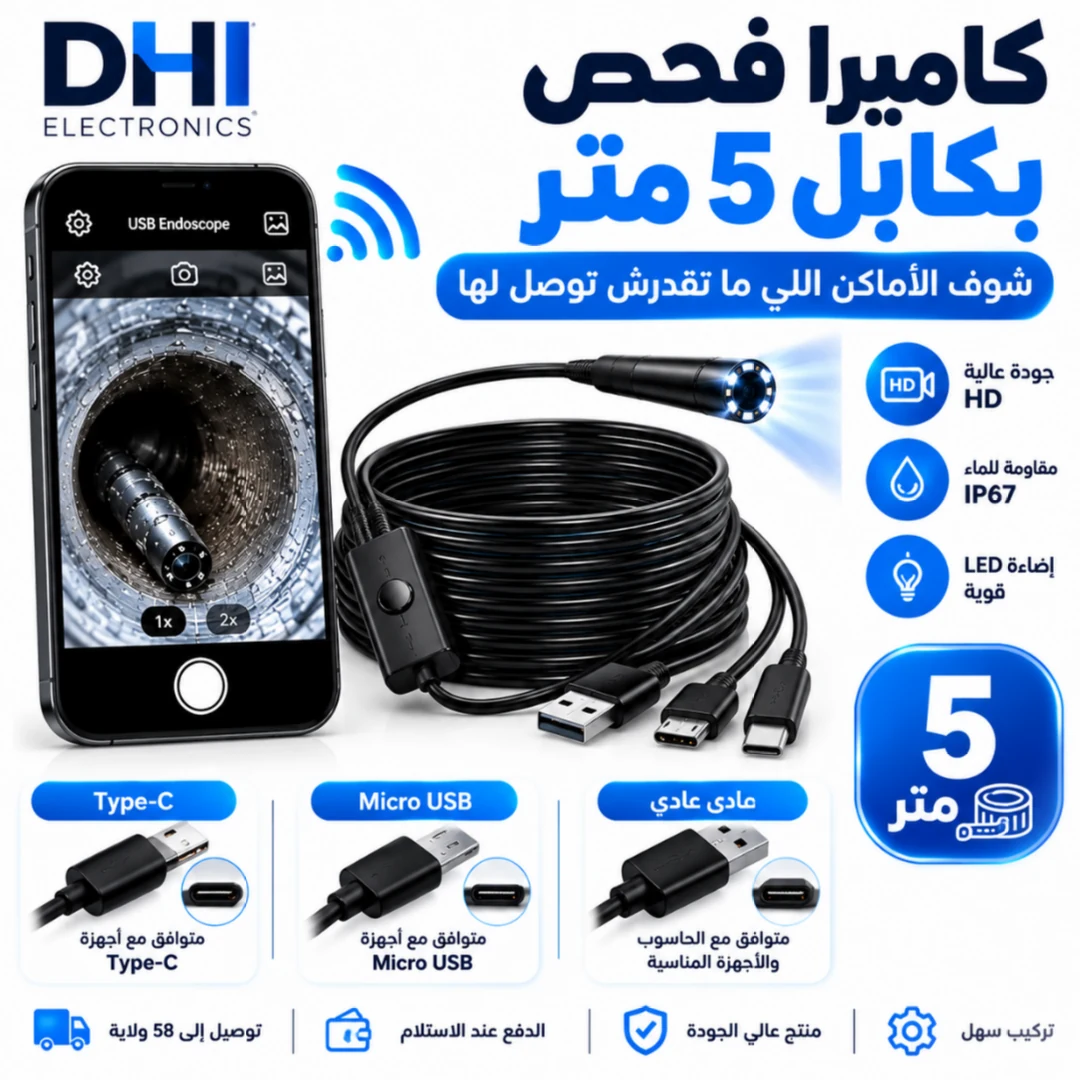 DHI
ELECTRONICS
كاميرا فحص
بكابل 5 متر
شوف الأماكن اللي ما تقدرش توصل لها
USB Endoscope
1x
2x
جودة عالية
HD
HD
مقاومة للماء
IP67
إضاءة LED
قوية
5
متر
Type-C
متوافق مع أجهزة
Type-C
Micro USB
متوافق مع أجهزة
Micro USB
عادي عادي
متوافق مع الحاسوب
والأجهزة المناسبة
توصيل إلى 58 ولاية
الدفع عند الاستلام
منتج عالي الجودة
تركيب سهل